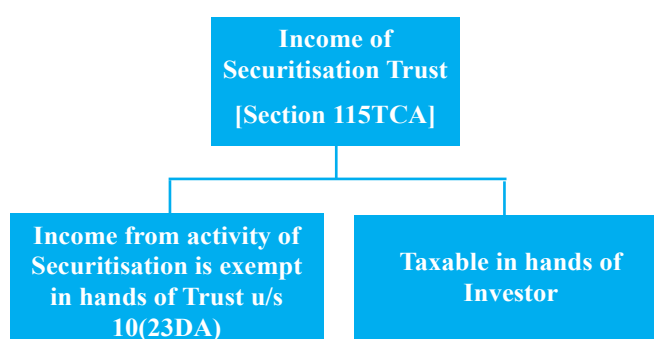 Income of
Securitisation Trust
[Section 115TCA]
Income from activity of
Securitisation is exempt
in hands of Trust u/s
10(23DA)
Taxable in hands of
Investor